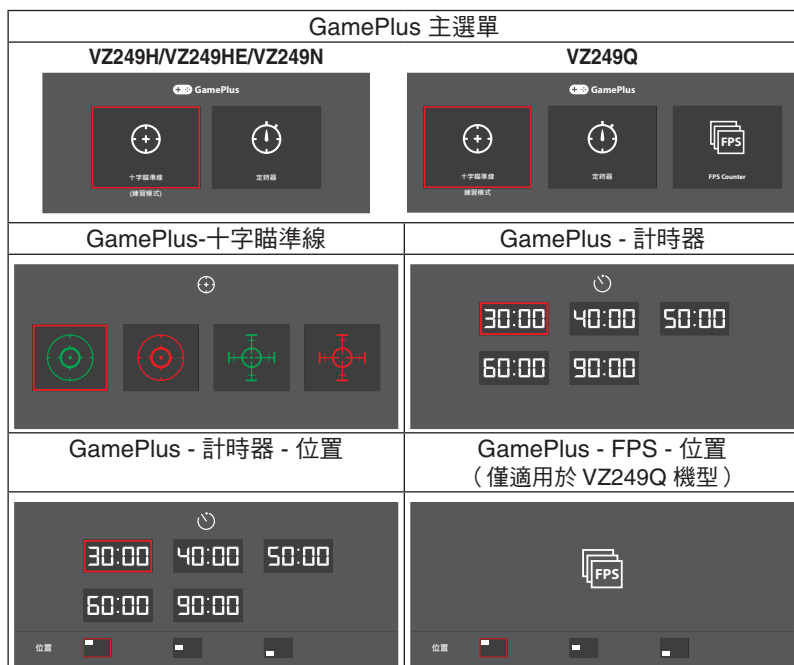 GamePlus 主選單
VZ249H/VZ249HE/VZ249N
VZ249Q
GamePlus
十字瞄準線
(練習模式)
定時器
GamePlus
十字瞄準線
練習模式
定時器
FPS
FPS Counter
GamePlus-十字瞄準線
GamePlus - 計時器
30:00 40:00 50:00
60:00 90:00
GamePlus - 計時器 - 位置
GamePlus - FPS - 位置
（僅適用於 VZ249Q 機型）
30:00 40:00 50:00
60:00 90:00
位置
FPS
位置